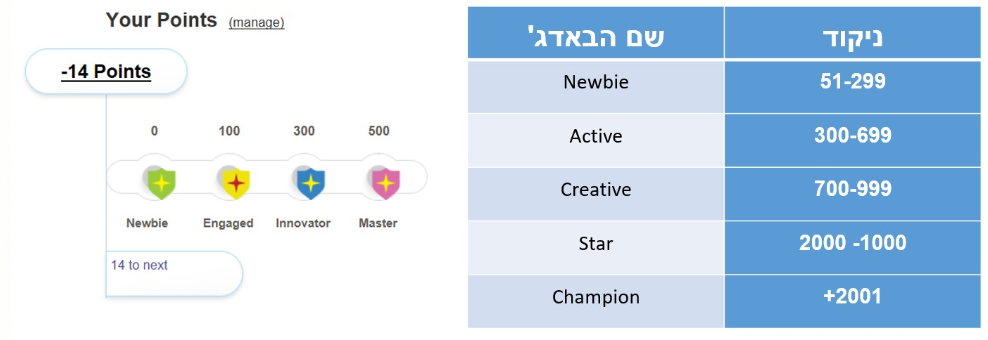 Your Points (manage)
-14 Points
0 100 300 500
Newbie Engaged Innovator Master
14 to next
שם הבאדג' ניקוד
Newbie 51-299
Active 300-699
Creative 700-999
Star 2000 -1000
Champion +2001